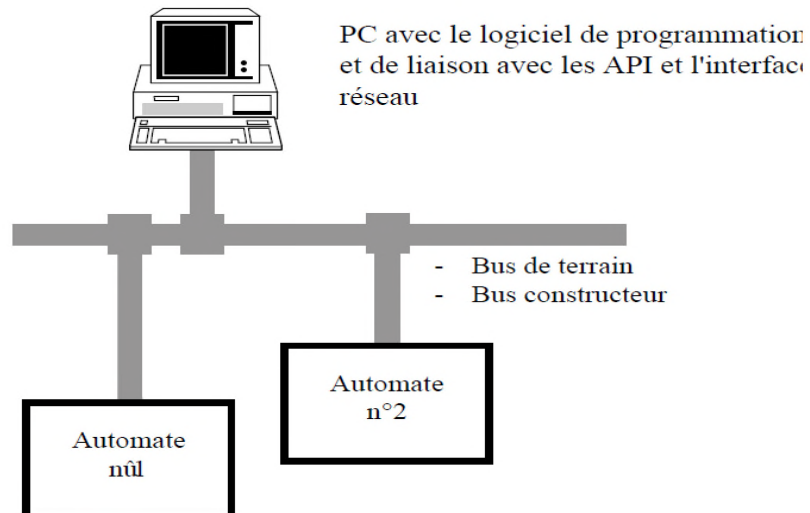 PC avec le logiciel de programmation
et de liaison avec les API et l'interface
réseau
- Bus de terrain
- Bus constructeur
Automate
n°2
Automate
nûl